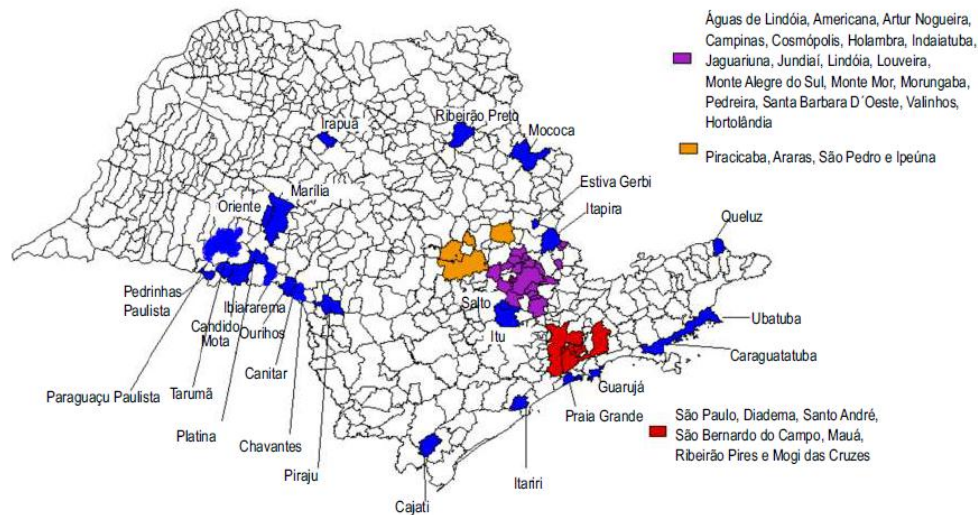 Águas de Lindóia, Americana, Artur Nogueira,
Campinas, Cosmópolis, Holambra, Indaiatuba,
Jaguariuna, Jundiaí, Lindóia, Louveira,
Monte Alegre do Sul, Monte Mor, Morungaba,
Pedreira, Santa Barbara D´Oeste, Valinhos,
Hortolândia
Piracicaba, Araras, São Pedro e Ipeúna
Irapuã
Ribeirão Preto
Mococa
Estiva Gerbi
Marília
Oriente
Itapira
Queluz
Pedrinhas
Paulista
Ibiararema
Candido
Mota
Ourihos
Salto
Itu
Ubatuba
Canitar
Caraguatatuba
Paraguaçu Paulista
Tarumã
Guarujá
Praia Grande
Platina
Chavantes
Piraju
Itariri
Cajati
São Paulo, Diadema, Santo André,
São Bernardo do Campo, Mauá,
Ribeirão Pires e Mogi das Cruzes